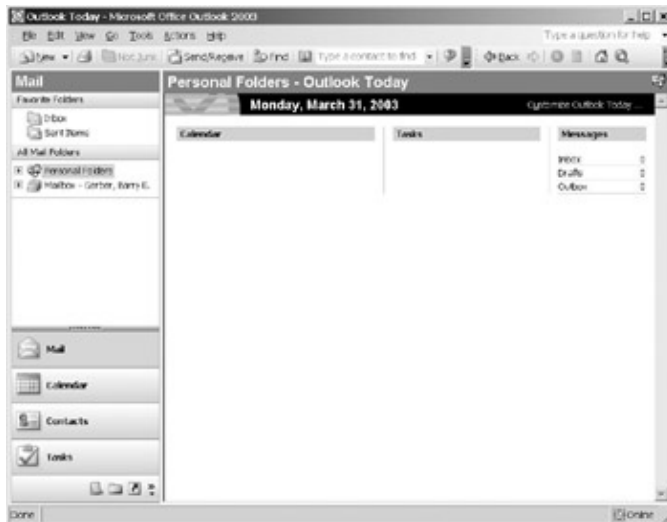 Outlook Today - Microsoft Office Outlook 2003
File Edit View Go Tools Actions Help
Type a question for help
New Not Junk Send/Receive Find Type a contact to find Back
Mail
Favorite Folders
Inbox
Sent Items
All Mail Folders
Personal Folders
Mailbox - Gerber, Barry E.
Mail
Calendar
Contacts
Tasks
Personal Folders - Outlook Today
Monday, March 31, 2003
Customize Outlook Today ...
Calendar
Tasks
Messages
Inbox 0
Drafts 0
Outbox 0
Done
Online